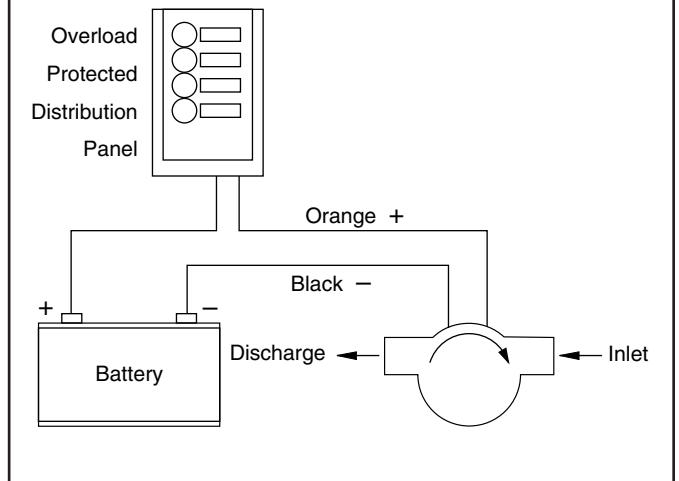 Overload
Protected
Distribution
Panel
Orange +
Black −
+
−
Battery
Discharge
Inlet